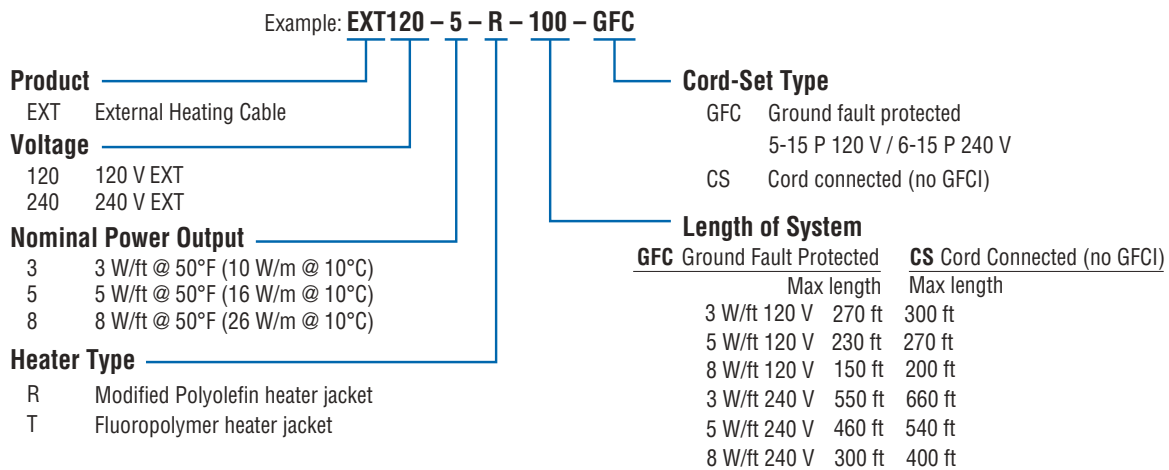 Example: EXT120 – 5 – R – 100 – GFC
Product
EXT External Heating Cable
Voltage
120 120 V EXT
240 240 V EXT
Nominal Power Output
3 3 W/ft @ 50°F (10 W/m @ 10°C)
5 5 W/ft @ 50°F (16 W/m @ 10°C)
8 8 W/ft @ 50°F (26 W/m @ 10°C)
Heater Type
R Modified Polyolefin heater jacket
T Fluoropolymer heater jacket
Cord-Set Type
GFC Ground fault protected
5-15 P 120 V / 6-15 P 240 V
CS Cord connected (no GFCI)
Length of System
GFC Ground Fault Protected CS Cord Connected (no GFCI)
Max length Max length
3 W/ft 120 V 270 ft 300 ft
5 W/ft 120 V 230 ft 270 ft
8 W/ft 120 V 150 ft 200 ft
3 W/ft 240 V 550 ft 660 ft
5 W/ft 240 V 460 ft 540 ft
8 W/ft 240 V 300 ft 400 ft